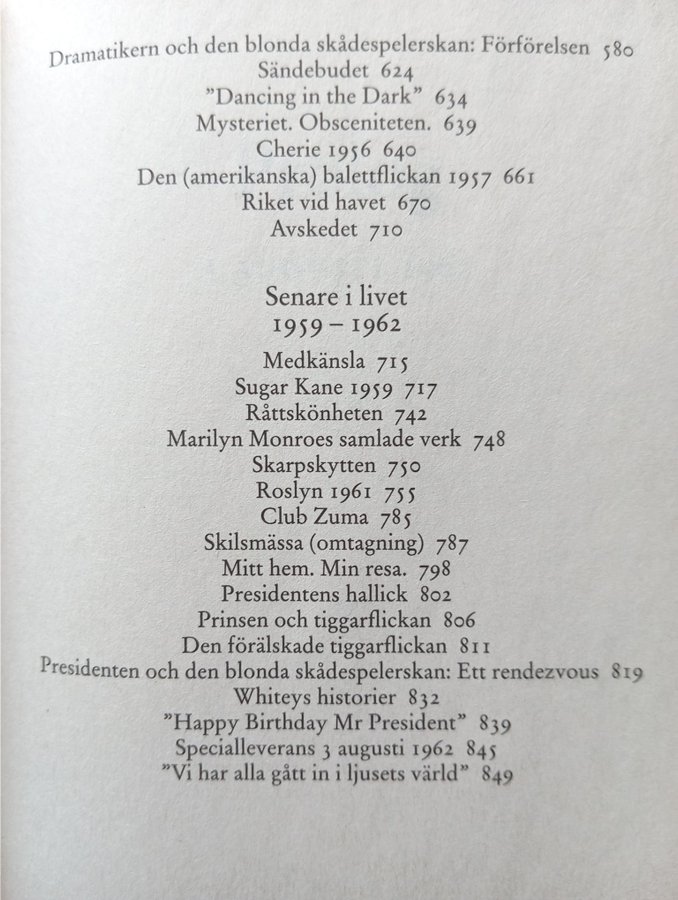 Dramatikern och den blonda skådespelerskan: Förförelsen 580
Sändebudet 624
”Dancing in the Dark” 634
Mysteriet. Obsceniteten. 639
Cherie 1956 640
Den (amerikanska) balettflickan 1957 661
Riket vid havet 670
Avskedet 710
Senare i livet
1959 – 1962
Medkänsla 715
Sugar Kane 1959 717
Råttskönheten 742
Marilyn Monroes samlade verk 748
Skarpskytten 750
Roslyn 1961 755
Club Zuma 785
Skilsmässa (omtagning) 787
Mitt hem. Min resa. 798
Presidentens hallick 802
Prinsen och tiggarflickan 806
Den förälskade tiggarflickan 811
Presidenten och den blonda skådespelerskan: Ett rendezvous 819
Whiteys historier 832
”Happy Birthday Mr President” 839
Specialleverans 3 augusti 1962 845
”Vi har alla gått in i ljusets värld” 849